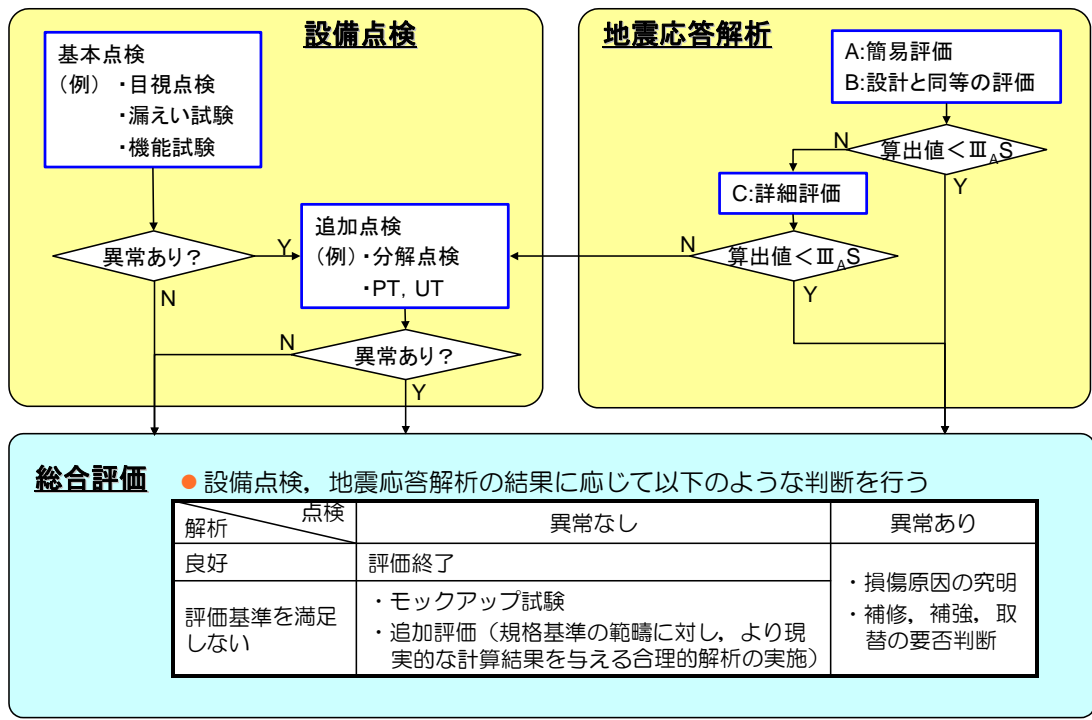 設備点検
基本点検
（例）・目視点検
・漏えい試験
・機能試験
異常あり？
Y
N
追加点検
（例）・分解点検
・PT，UT
異常あり？
N
Y
地震応答解析
A:簡易評価
B:設計と同等の評価
算出値＜ⅢAS
N
Y
C:詳細評価
算出値＜ⅢAS
N
Y
総合評価
●設備点検，地震応答解析の結果に応じて以下のような判断を行う
点検
解析
異常なし
異常あり
良好
評価終了
評価基準を満足
しない
・モックアップ試験
・追加評価（規格基準の範疇に対し，より現
実的な計算結果を与える合理的解析の実施）
・損傷原因の究明
・補修，補強，取
替の要否判断